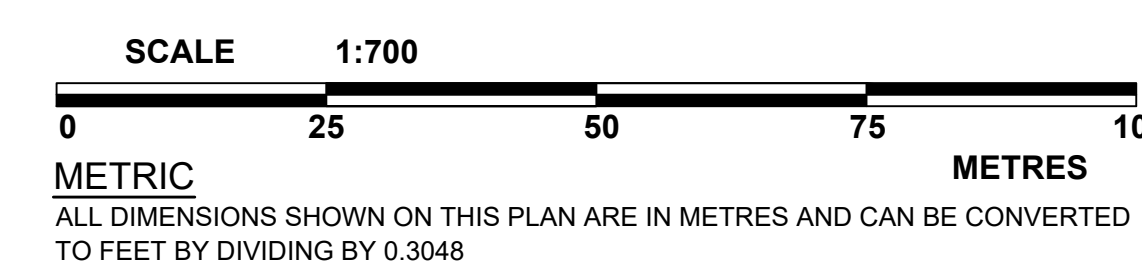 SCALE 1:700
0 25 50 75 10
METRES
METRIC
ALL DIMENSIONS SHOWN ON THIS PLAN ARE IN METRES AND CAN BE CONVERTED
TO FEET BY DIVIDING BY 0.3048